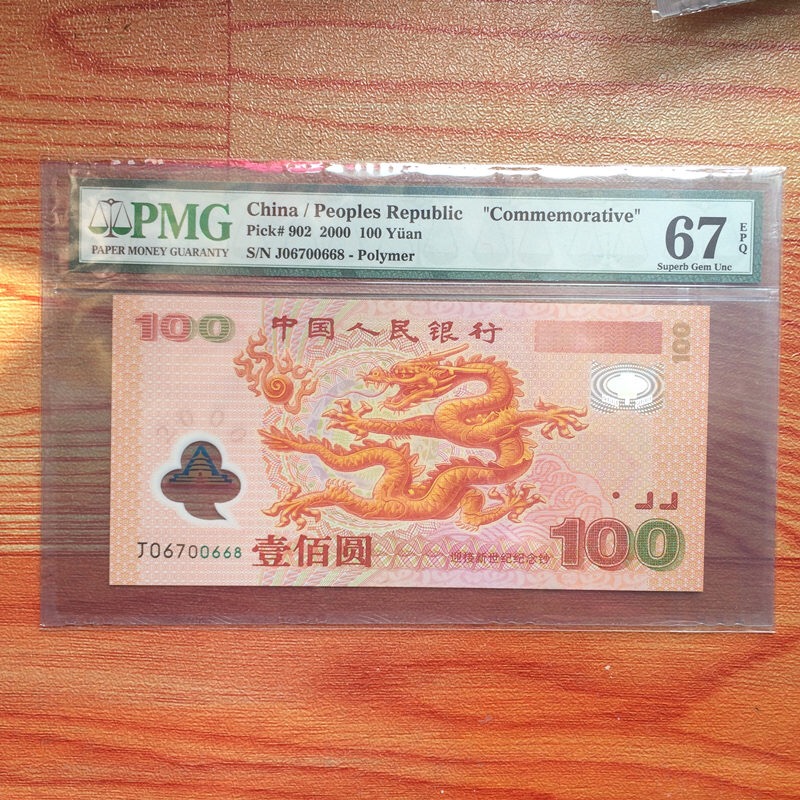 PMG
PAPER MONEY GUARANTY
China / Peoples Republic "Commemorative"
Pick# 902 2000 100 Yüan
S/N J06700668 - Polymer
67
EPQ
Superb Gem Unc
100
中国人民银行
100
2000
J06700668
壹佰圆
迎接新世纪纪念钞
100